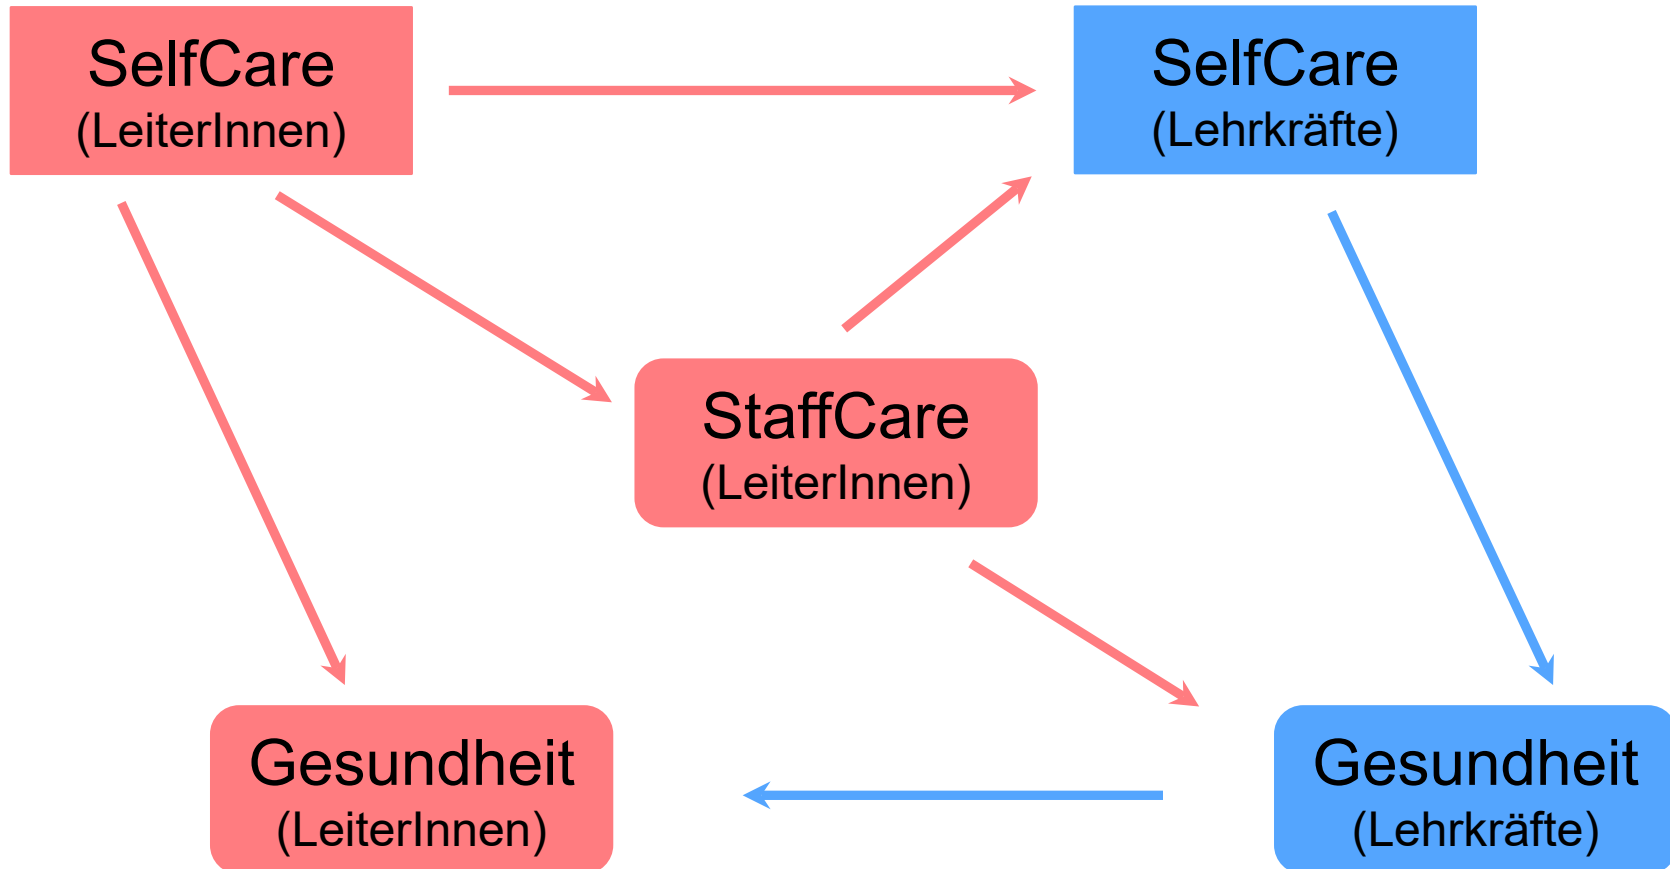 SelfCare
(LeiterInnen)
SelfCare
(Lehrkräfte)
StaffCare
(LeiterInnen)
Gesundheit
(LeiterInnen)
Gesundheit
(Lehrkräfte)